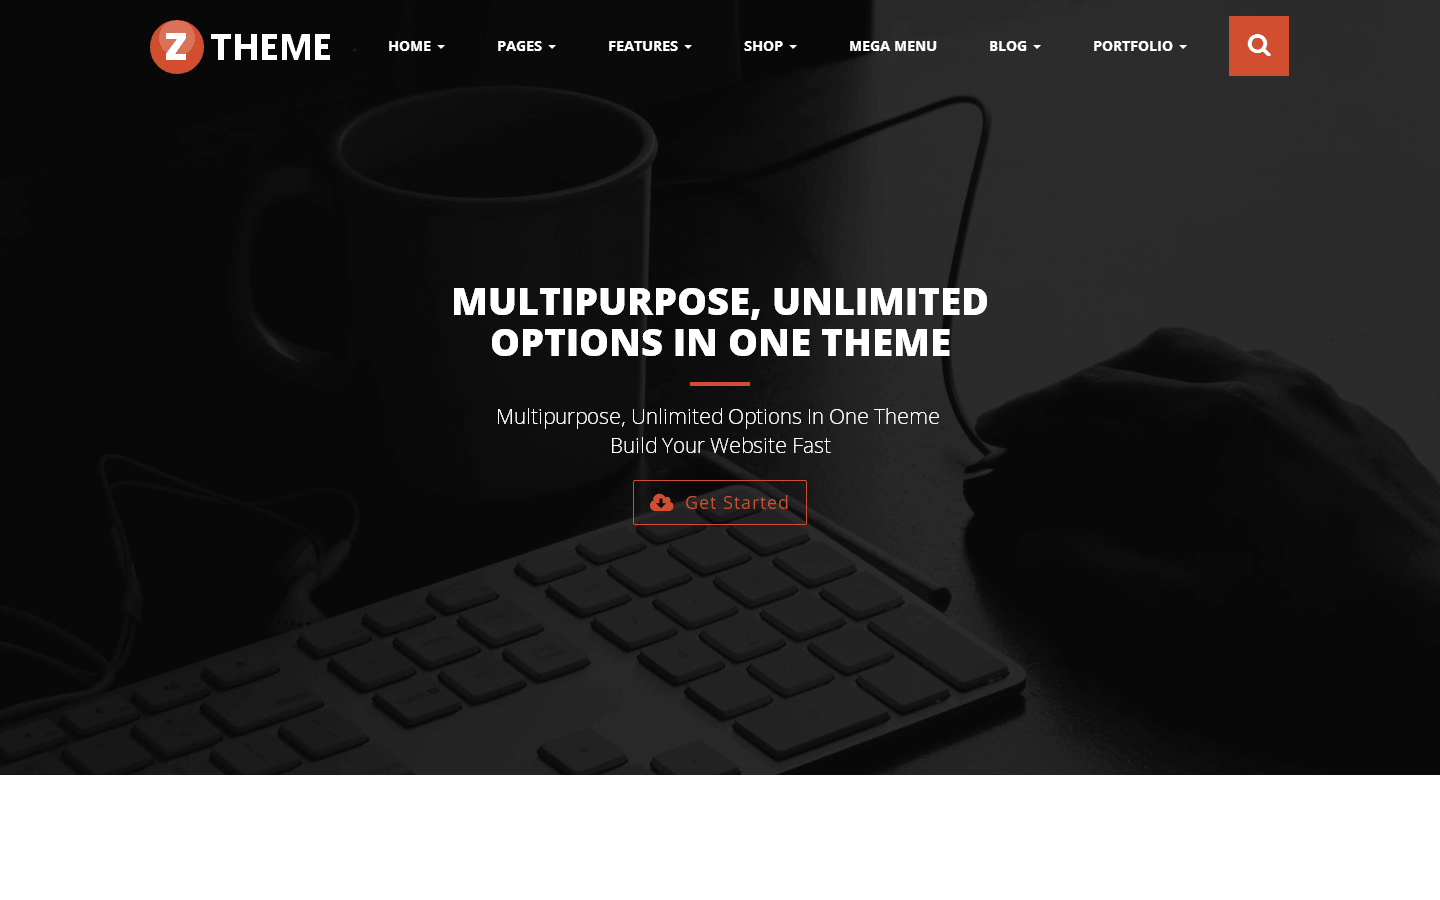 Z THEME
HOME PAGES FEATURES SHOP MEGA MENU BLOG PORTFOLIO
MULTIPURPOSE, UNLIMITED
OPTIONS IN ONE THEME
Multipurpose, Unlimited Options In One Theme
Build Your Website Fast
Get Started